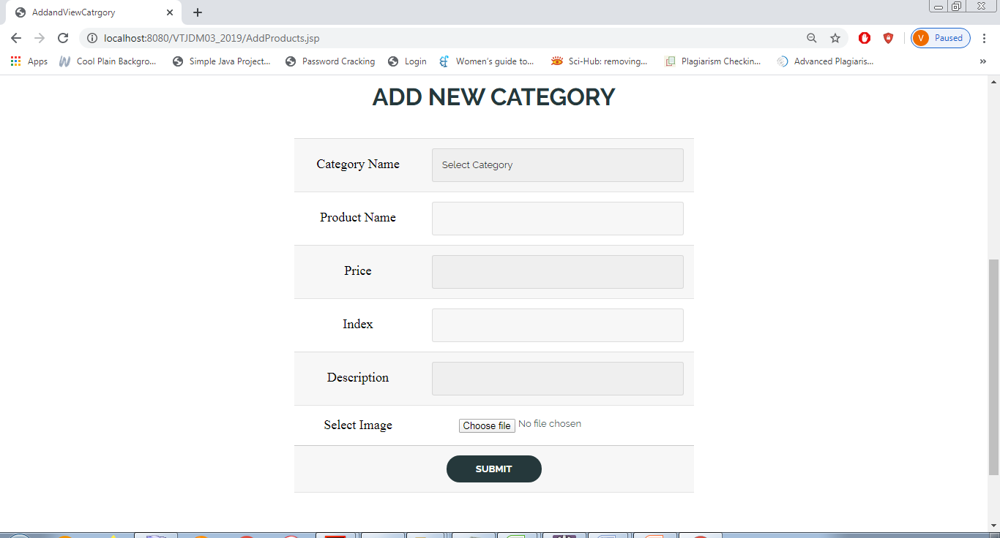 AddandViewCatrgory
localhost:8080/VTJDM03_2019/AddProducts.jsp
V Paused
Apps Cool Plain Backgro... Simple Java Project... Password Cracking Login Women's guide to... Sci-Hub: removing... Plagiarism Checkin... Advanced Plagiaris... »
ADD NEW CATEGORY
Category Name Select Category
Product Name
Price
Index
Description
Select Image Choose file No file chosen
SUBMIT